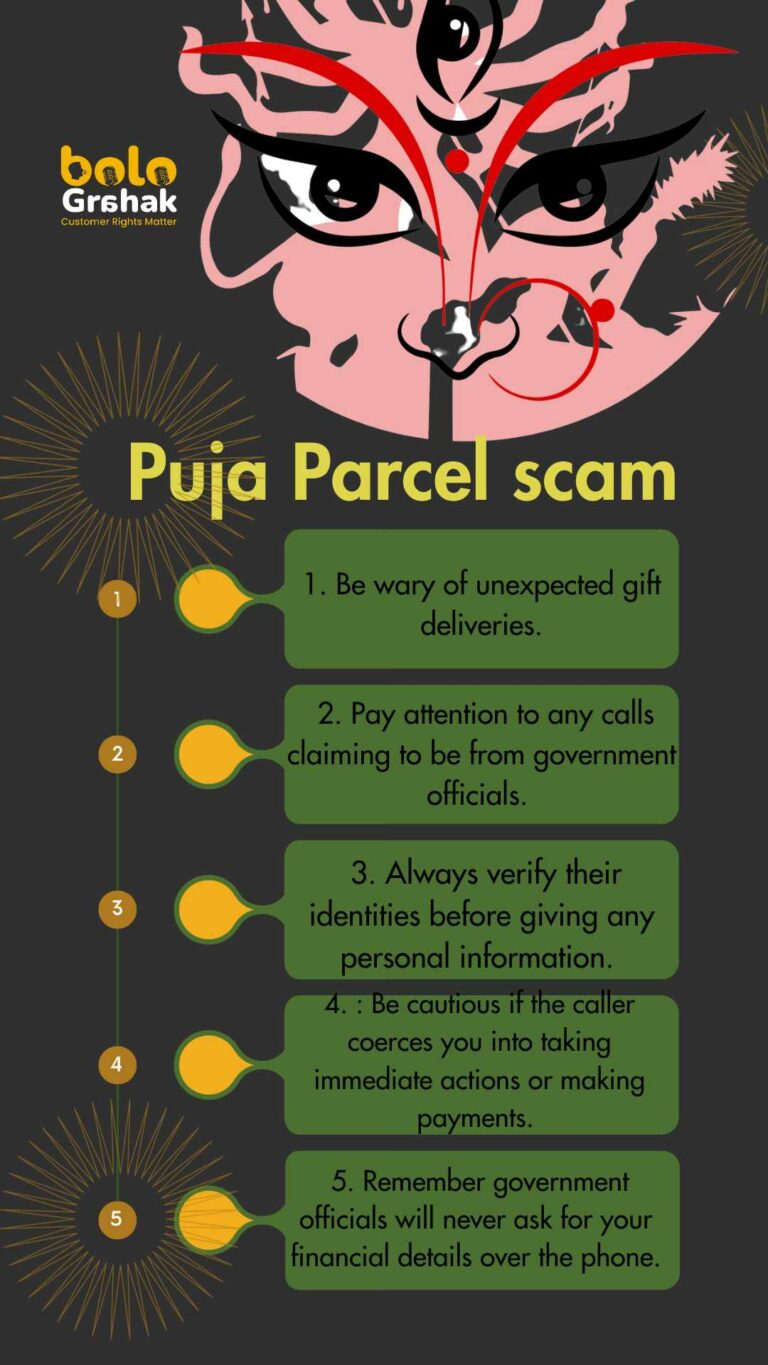 bolo
Grahak
Customer Rights Matter
Puja Parcel scam
1
1. Be wary of unexpected gift
deliveries.
2
2. Pay attention to any calls
claiming to be from government
officials.
3
3. Always verify their
identities before giving any
personal information.
4
4. : Be cautious if the caller
coerces you into taking
immediate actions or making
payments.
5
5. Remember government
officials will never ask for your
financial details over the phone.